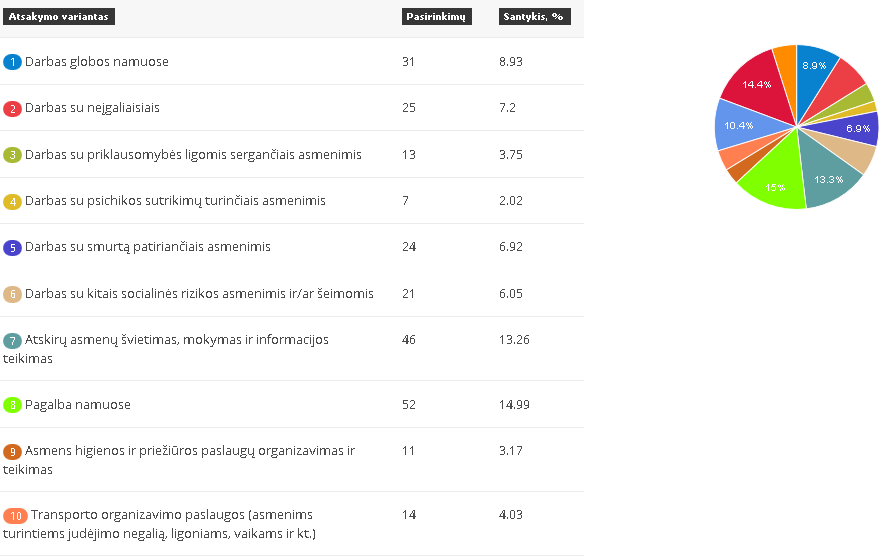 Atsakymo variantas Pasirinkimų Santykis, %
1 Darbas globos namuose 31 8.93
2 Darbas su neįgaliaisiais 25 7.2
3 Darbas su priklausomybės ligomis sergančiais asmenimis 13 3.75
4 Darbas su psichikos sutrikimų turinčiais asmenimis 7 2.02
5 Darbas su smurtą patiriančiais asmenimis 24 6.92
6 Darbas su kitais socialinės rizikos asmenimis ir/ar šeimomis 21 6.05
7 Atskirų asmenų švietimas, mokymas ir informacijos 46 13.26
teikimas
8 Pagalba namuose 52 14.99
9 Asmens higienos ir priežiūros paslaugų organizavimas ir 11 3.17
teikimas
10 Transporto organizavimo paslaugos (asmenims 14 4.03
turintiems judėjimo negalią, ligoniams, vaikams ir kt.)
8.9%
14.4%
10.4%
6.9%
13.3%
15%